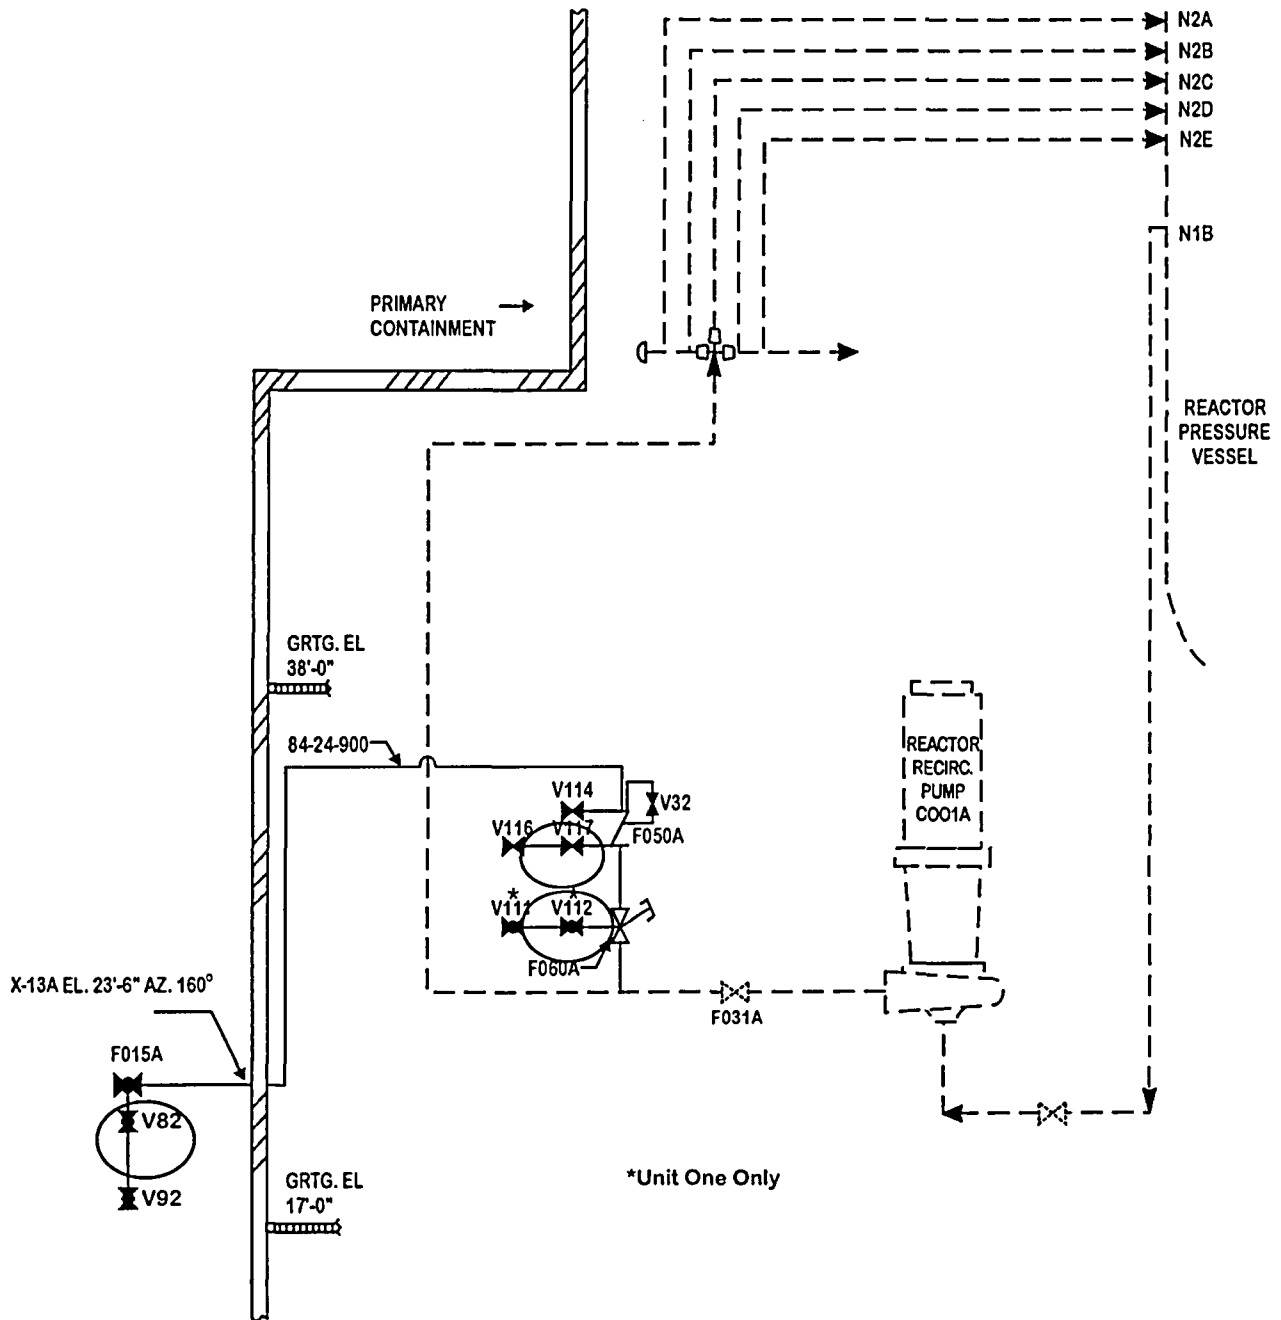 N2A
N2B
N2C
N2D
N2E
N1B
PRIMARY
CONTAINMENT
REACTOR
PRESSURE
VESSEL
GRTG. EL
38'-0"
84-24-900
REACTOR
RECIRC.
PUMP
COO1A
V114
V32
F050A
V116
V117
*
*
V111
V112
F060A
F031A
X-13A EL. 23'-6" AZ. 160°
F015A
V82
V92
GRTG. EL
17'-0"
*Unit One Only